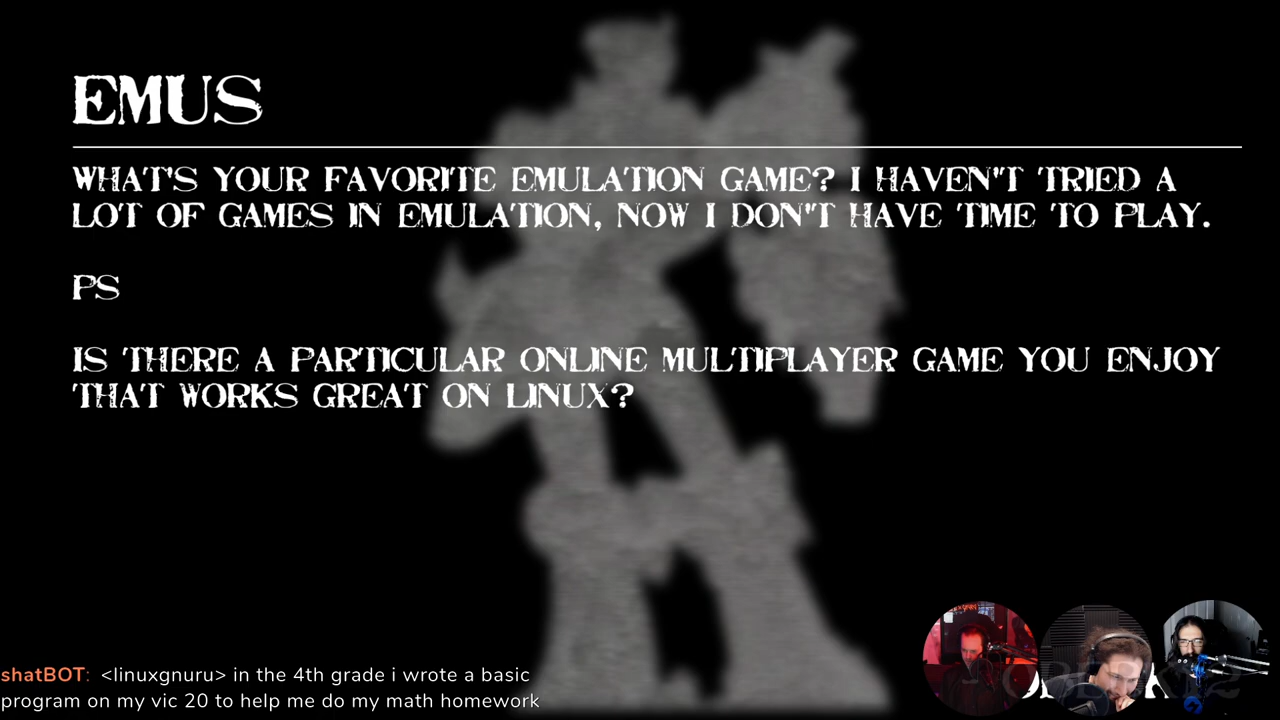 EMUS
WHAT'S YOUR FAVORITE EMULATION GAME? I HAVEN"T TRIED A
LOT OF GAMES IN EMULATION, NOW I DON"T HAVE TIME TO PLAY.
PS
IS THERE A PARTICULAR ONLINE MULTIPLAYER GAME YOU ENJOY
THAT WORKS GREAT ON LINUX?
shatBOT: <linuxgnuru> in the 4th grade i wrote a basic
program on my vic 20 to help me do my math homework